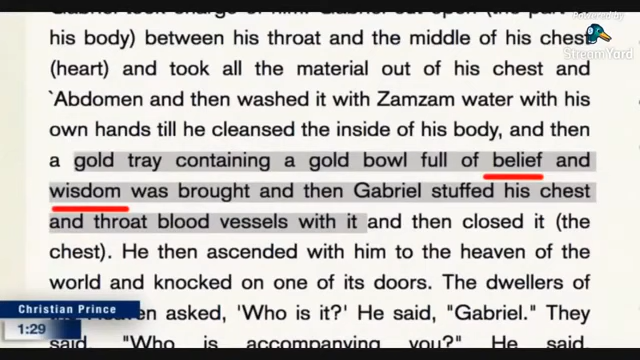 Powered by
StreamYard
his body) between his throat and the middle of his chest
(heart) and took all the material out of his chest and
`Abdomen and then washed it with Zamzam water with his
own hands till he cleansed the inside of his body, and then
a gold tray containing a gold bowl full of belief and
wisdom was brought and then Gabriel stuffed his chest
and throat blood vessels with it and then closed it (the
chest). He then ascended with him to the heaven of the
world and knocked on one of its doors. The dwellers of
Christian Prince
asked, 'Who is it?' He said, "Gabriel." They
1:29
said, "Who is accompanying you?" He said,